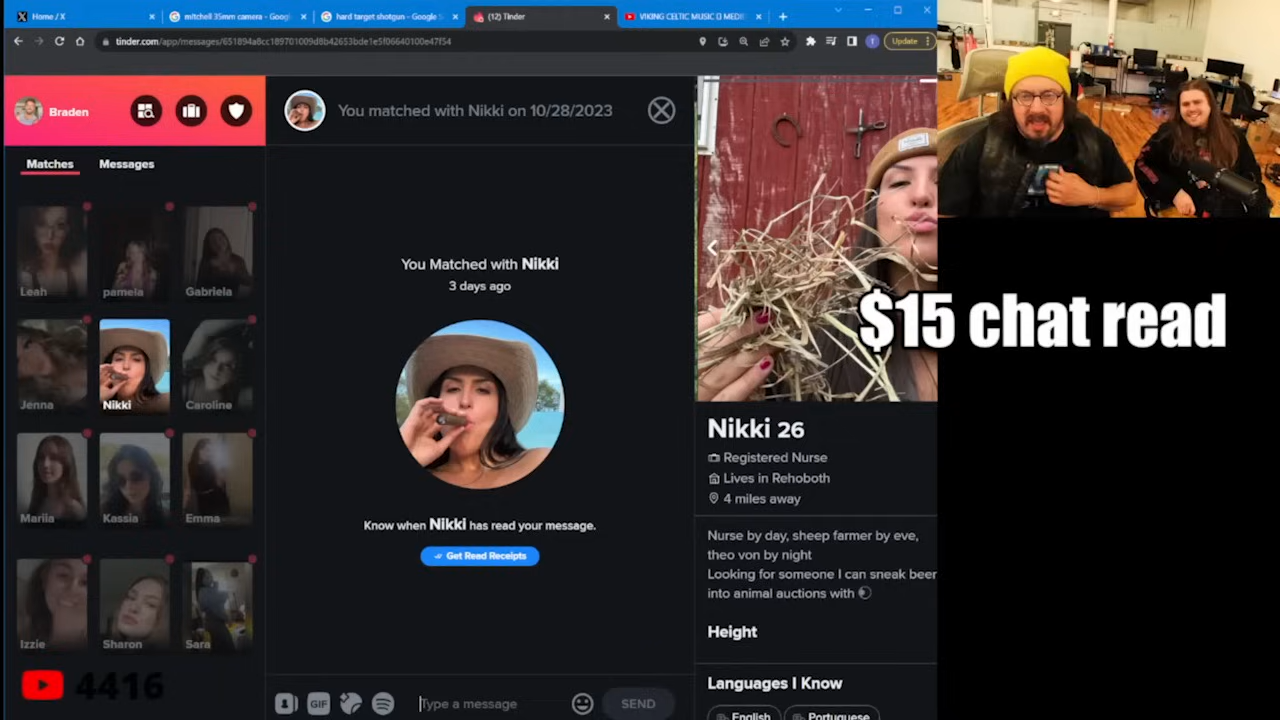 Home / X
mitchell 35mm camera - Google
hard target shotgun - Google S
(12) Tinder
VIKING CELTIC MUSIC
MEDI
tinder.com/app/messages/651894a8cc189701009d8b42653bde1e5f06640100e47f54
Update
Braden
You matched with Nikki on 10/28/2023
Matches
Messages
Leah
pamela
Gabriela
Jenna
Nikki
Caroline
Mariia
Kassia
Emma
Izzie
Sharon
Sara
4416
You Matched with Nikki
3 days ago
Know when Nikki has read your message.
Get Read Receipts
GIF
Type a message
SEND
$15 chat read
Nikki 26
Registered Nurse
Lives in Rehoboth
4 miles away
Nurse by day, sheep farmer by eve,
theo von by night
Looking for someone I can sneak beer
into animal auctions with
Height
Languages I Know
English
Portuguese